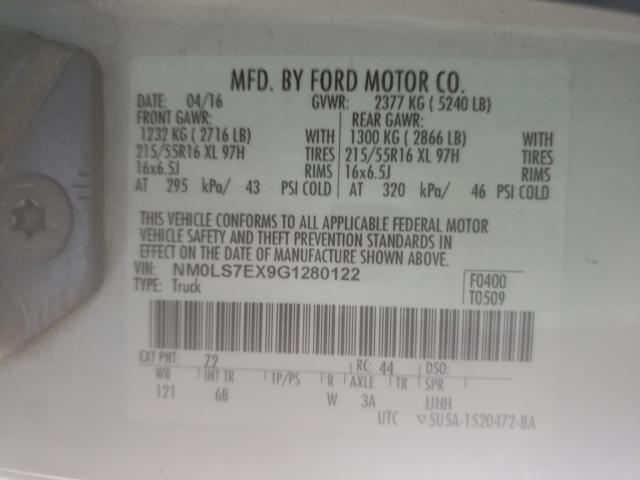 MFD. BY FORD MOTOR CO.
DATE: 04/16 GVWR: 2377 KG ( 5240 LB)
FRONT GAWR: REAR GAWR:
1232 KG ( 2716 LB) WITH 1300 KG ( 2866 LB) WITH
215/55R16 XL 97H TIRES 215/55R16 XL 97H TIRES
16x6.5J RIMS 16x6.5J RIMS
AT 295 kPa/ 43 PSI COLD AT 320 kPa/ 46 PSI COLD
THIS VEHICLE CONFORMS TO ALL APPLICABLE FEDERAL MOTOR
VEHICLE SAFETY AND THEFT PREVENTION STANDARDS IN
EFFECT ON THE DATE OF MANUFACTURE SHOWN ABOVE.
VIN: NM0LS7EX9G1280122 F0400
TYPE: Truck T0509
EXT PNT: 72 RC: 44 DSO:
WB INT TR TP/PS R AXLE TR SPR
121 6B W 3A JJHH
UTC ▽5U5A-1520472-BA